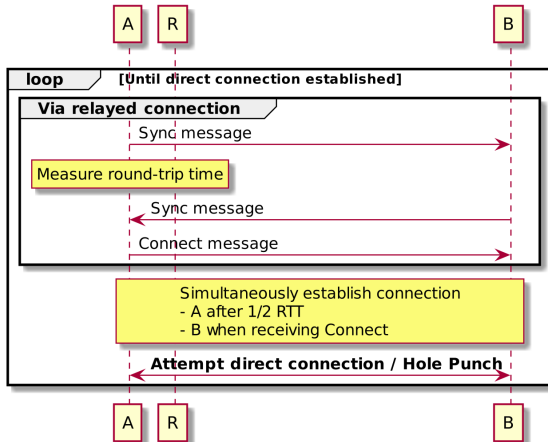 A R B
loop [Until direct connection established]
Via relayed connection
Sync message
Measure round-trip time
Sync message
Connect message
Simultaneously establish connection
- A after 1/2 RTT
- B when receiving Connect
Attempt direct connection / Hole Punch
A R B